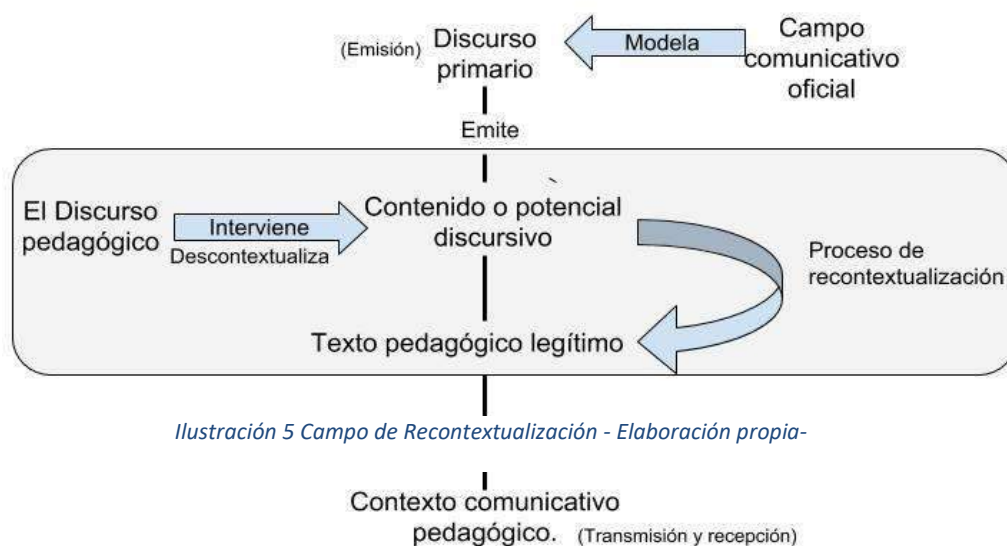 (Emisión)
Discurso
primario
Modela
Campo
comunicativo
oficial
Emite
El Discurso
pedagógico
Interviene
Descontextualiza
Contenido o potencial
discursivo
Proceso de
recontextualización
Texto pedagógico legítimo
Ilustración 5 Campo de Recontextualización - Elaboración propia-
Contexto comunicativo
pedagógico. (Transmisión y recepción)